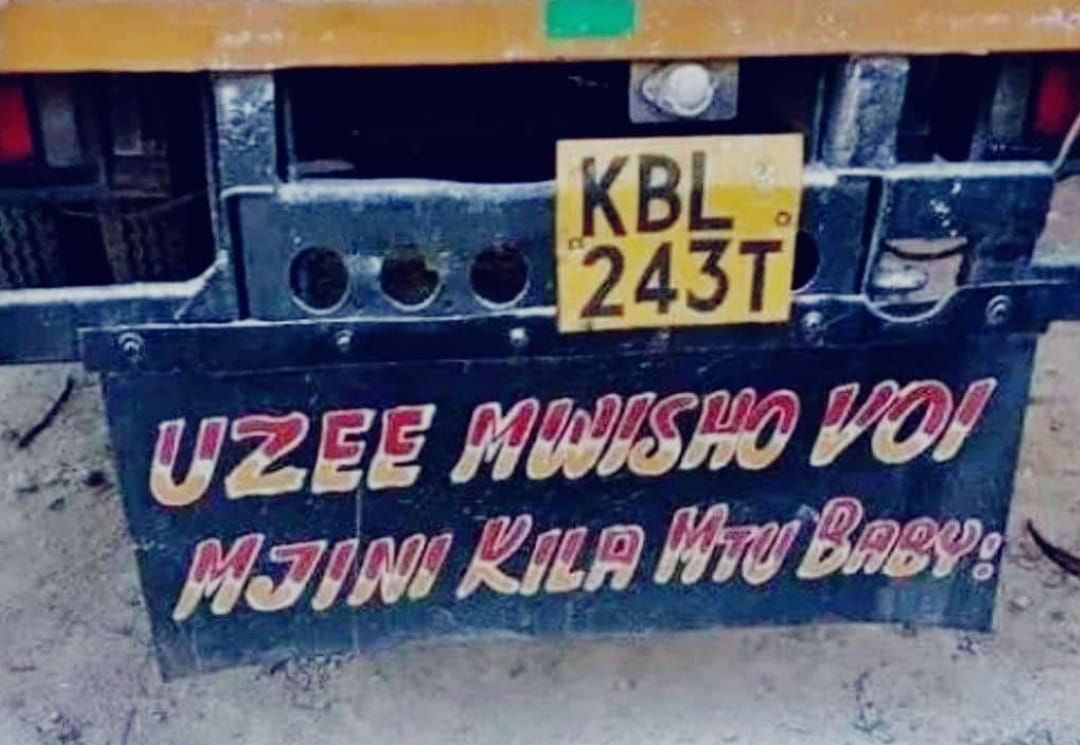 KBL
243T
UZEE MWISHO VOI
MJINI KILA MTU BABY!